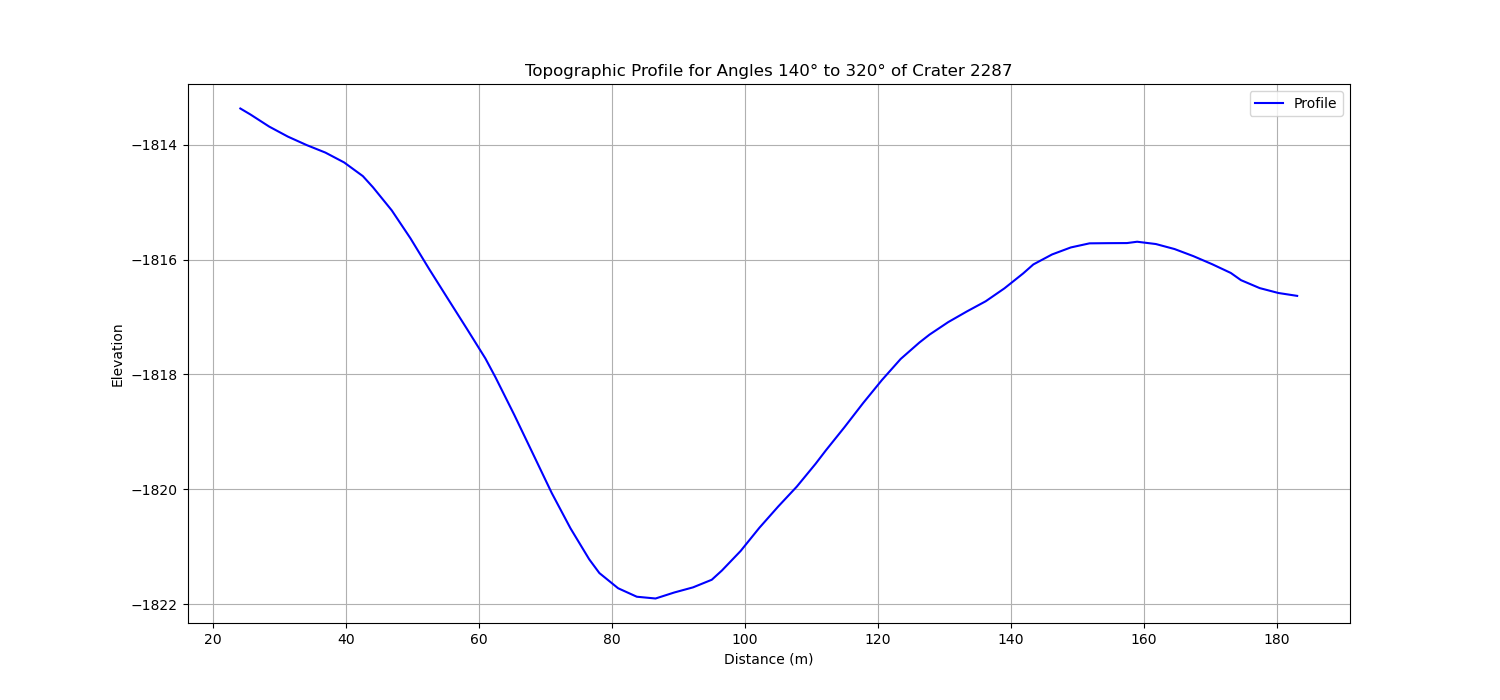 Topographic Profile for Angles 140° to 320° of Crater 2287
Profile
−1814
−1816
−1818
−1820
−1822
Elevation
20 40 60 80 100 120 140 160 180
Distance (m)